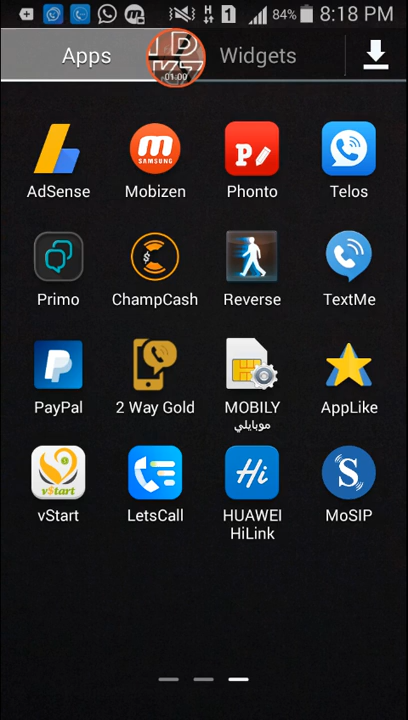 84% 8:18 PM
Apps
Widgets
01:00
AdSense
Mobizen
Phonto
Telos
Primo
ChampCash
Reverse
TextMe
PayPal
2 Way Gold
MOBILY
موبايلي
AppLike
vStart
LetsCall
HUAWEI
HiLink
MoSIP